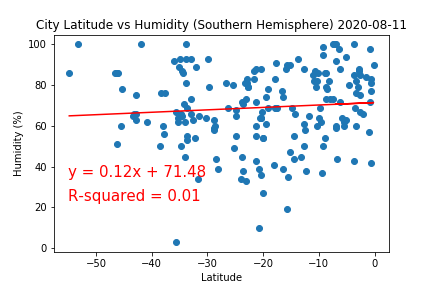 City Latitude vs Humidity (Southern Hemisphere) 2020-08-11
100
80
60
40
20
0
Humidity (%)
y = 0.12x + 71.48
R-squared = 0.01
−50 −40 −30 −20 −10 0
Latitude